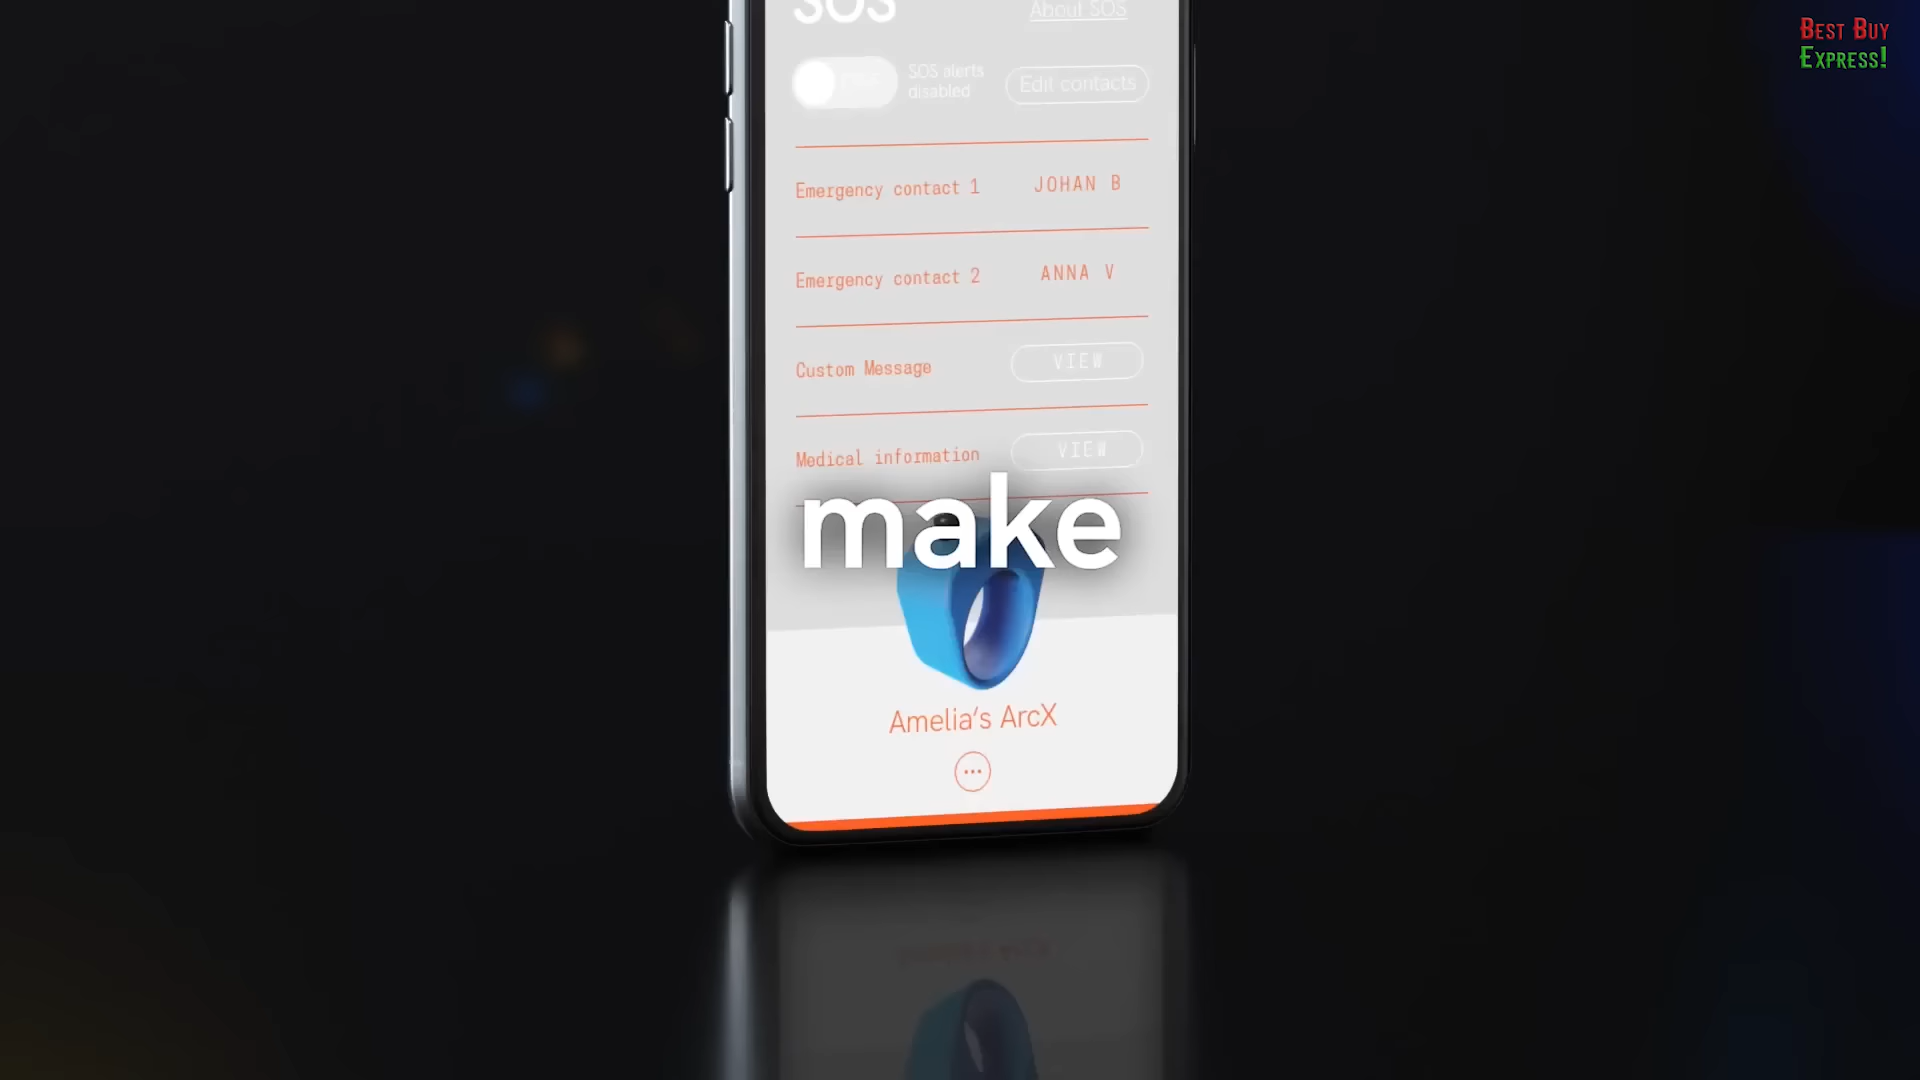 SOS
About SOS
BEST BUY
EXPRESS!
SOS alerts
disabled
Edit contacts
Emergency contact 1
JOHAN B
Emergency contact 2
ANNA V
Custom Message
VIEW
Medical information
VIEW
make
Amelia's ArcX